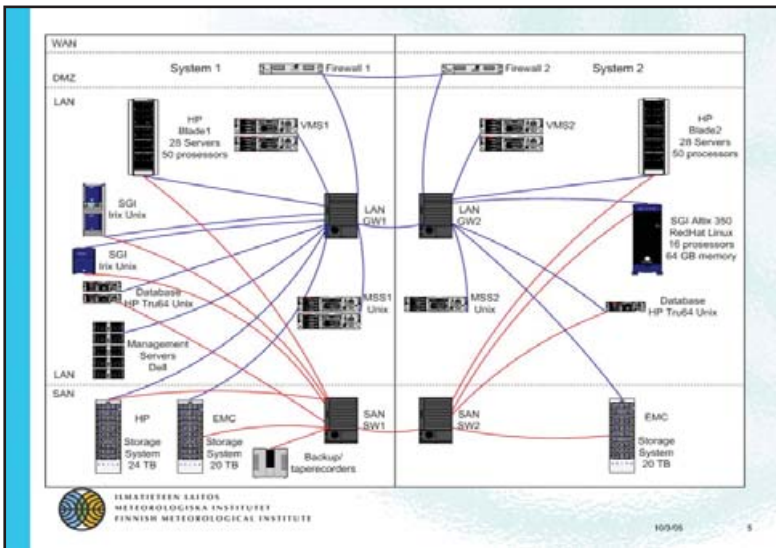 WAN
DMZ
System 1
Firewall 1
Firewall 2
System 2
LAN
HP
Blade1
28 Servers
50 prosessors
VMS1
VMS2
HP
Blade2
28 Servers
50 processors
SGI
Irix Unix
LAN
GW1
LAN
GW2
SGI Altix 350
RedHat Linux
16 prosessors
64 GB memory
SGI
Irix Unix
Database
HP Tru64 Unix
MSS1
Unix
MSS2
Unix
Database
HP Tru64 Unix
Management
Servers
Dell
LAN
SAN
HP
Storage
System
24 TB
EMC
Storage
System
20 TB
Backup/
taperecorders
SAN
SW1
SAN
SW2
EMC
Storage
System
20 TB
ILMATIETEEN LAITOS
METEOROLOGISKA INSTITUTET
FINNISH METEOROLOGICAL INSTITUTE